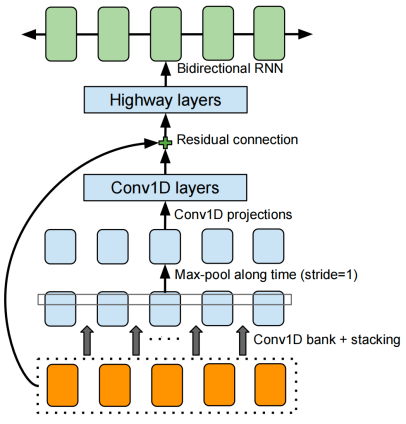 Bidirectional RNN
Highway layers
Residual connection
Conv1D layers
Conv1D projections
Max-pool along time (stride=1)
Conv1D bank + stacking